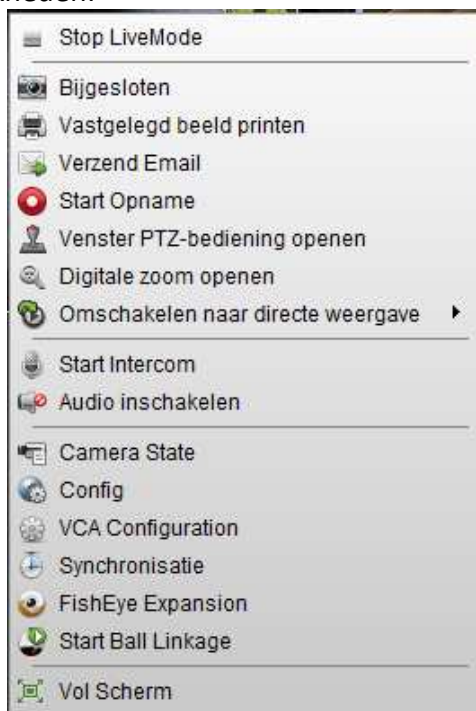 Stop LiveMode
Bijgesloten
Vastgelegd beeld printen
Verzend Email
Start Opname
Venster PTZ-bediening openen
Digitale zoom openen
Omschakelen naar directe weergave
Start Intercom
Audio inschakelen
Camera State
Config
VCA Configuration
Synchronisatie
FishEye Expansion
Start Ball Linkage
Vol Scherm